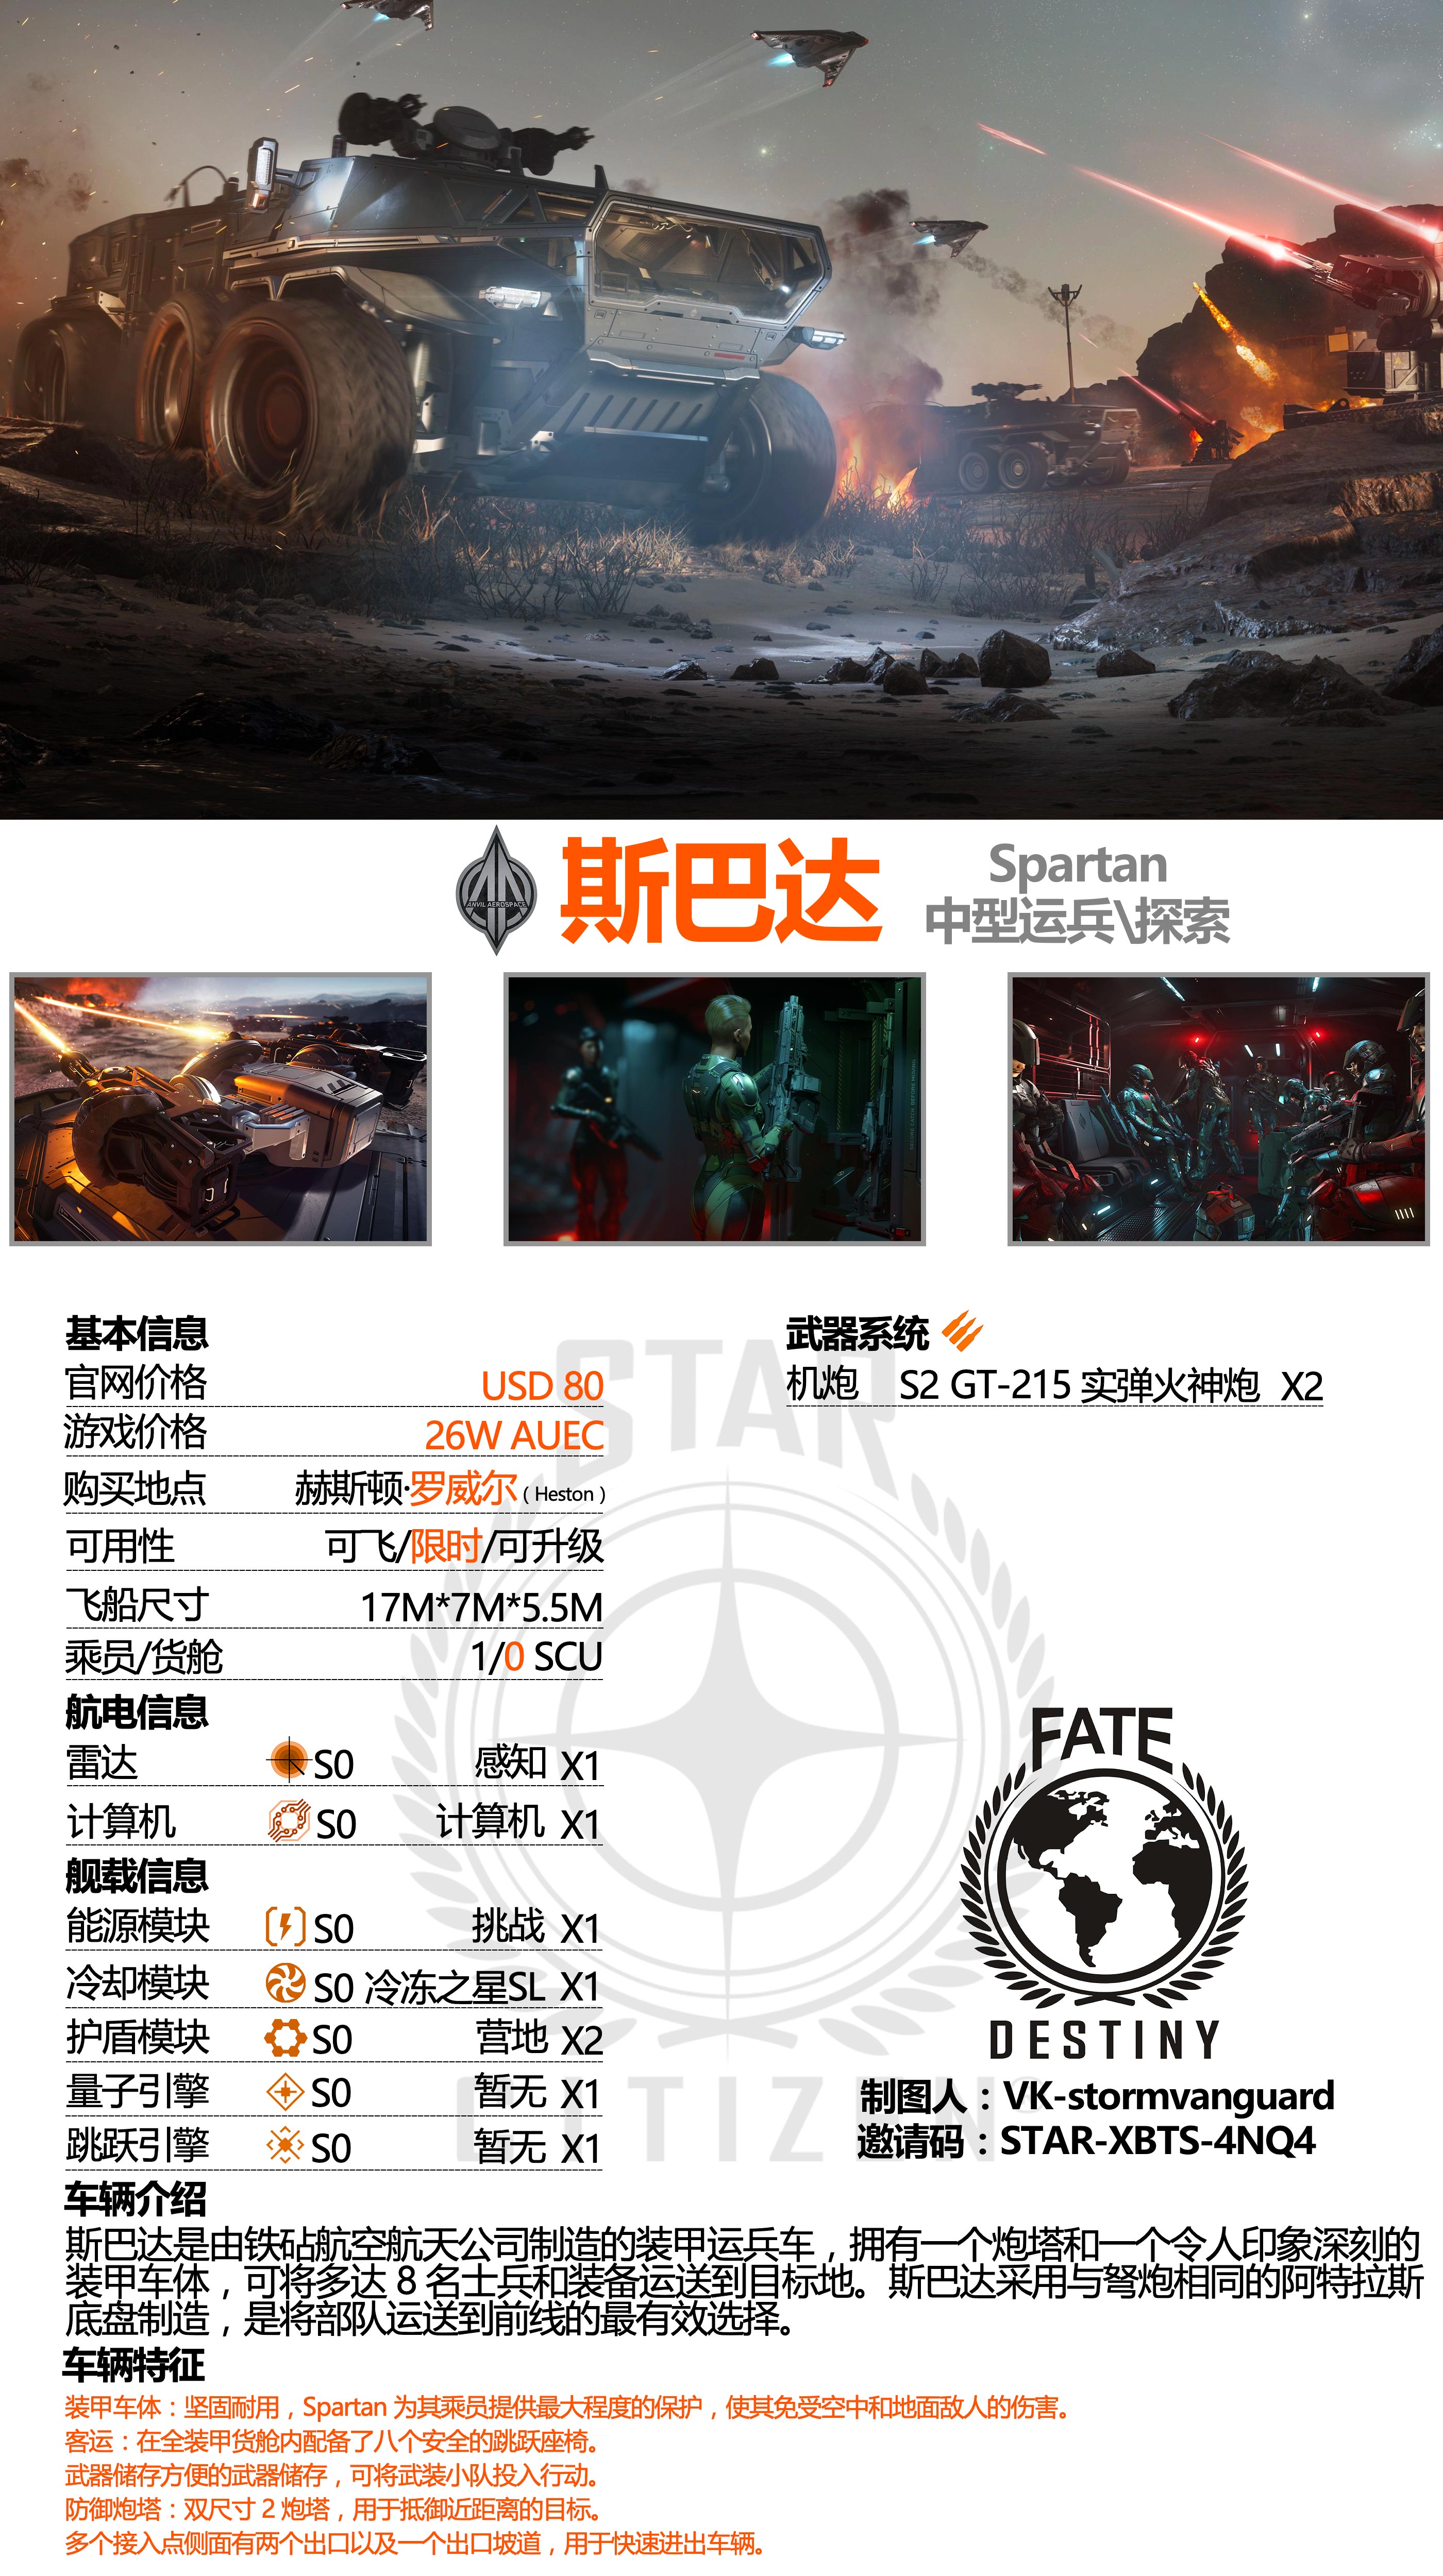 ANVIL AEROSPACE
斯巴达
Spartan
中型运兵\探索
基本信息
官网价格 USD 80
游戏价格 26W AUEC
购买地点 赫斯顿·罗威尔 ( Heston )
可用性 可飞/限时/可升级
飞船尺寸 17M*7M*5.5M
乘员/货舱 1/0 SCU
航电信息
雷达 S0 感知 X1
计算机 S0 计算机 X1
舰载信息
能源模块 S0 挑战 X1
冷却模块 S0 冷冻之星SL X1
护盾模块 S0 营地 X2
量子引擎 S0 暂无 X1
跳跃引擎 S0 暂无 X1
武器系统
机炮 S2 GT-215 实弹火神炮 X2
STAR
CITIZEN
FATE
DESTINY
制图人：VK-stormvanguard
邀请码：STAR-XBTS-4NQ4
车辆介绍
斯巴达是由铁砧航空航天公司制造的装甲运兵车，拥有一个炮塔和一个令人印象深刻的
装甲车体，可将多达 8 名士兵和装备运送到目标地。斯巴达采用与弩炮相同的阿特拉斯
底盘制造，是将部队运送到前线的最有效选择。
车辆特征
装甲车体：坚固耐用，Spartan 为其乘员提供最大程度的保护，使其免受空中和地面敌人的伤害。
客运：在全装甲货舱内配备了八个安全的跳跃座椅。
武器储存方便的武器储存，可将武装小队投入行动。
防御炮塔：双尺寸 2 炮塔，用于抵御近距离的目标。
多个接入点侧面有两个出口以及一个出口坡道，用于快速进出车辆。